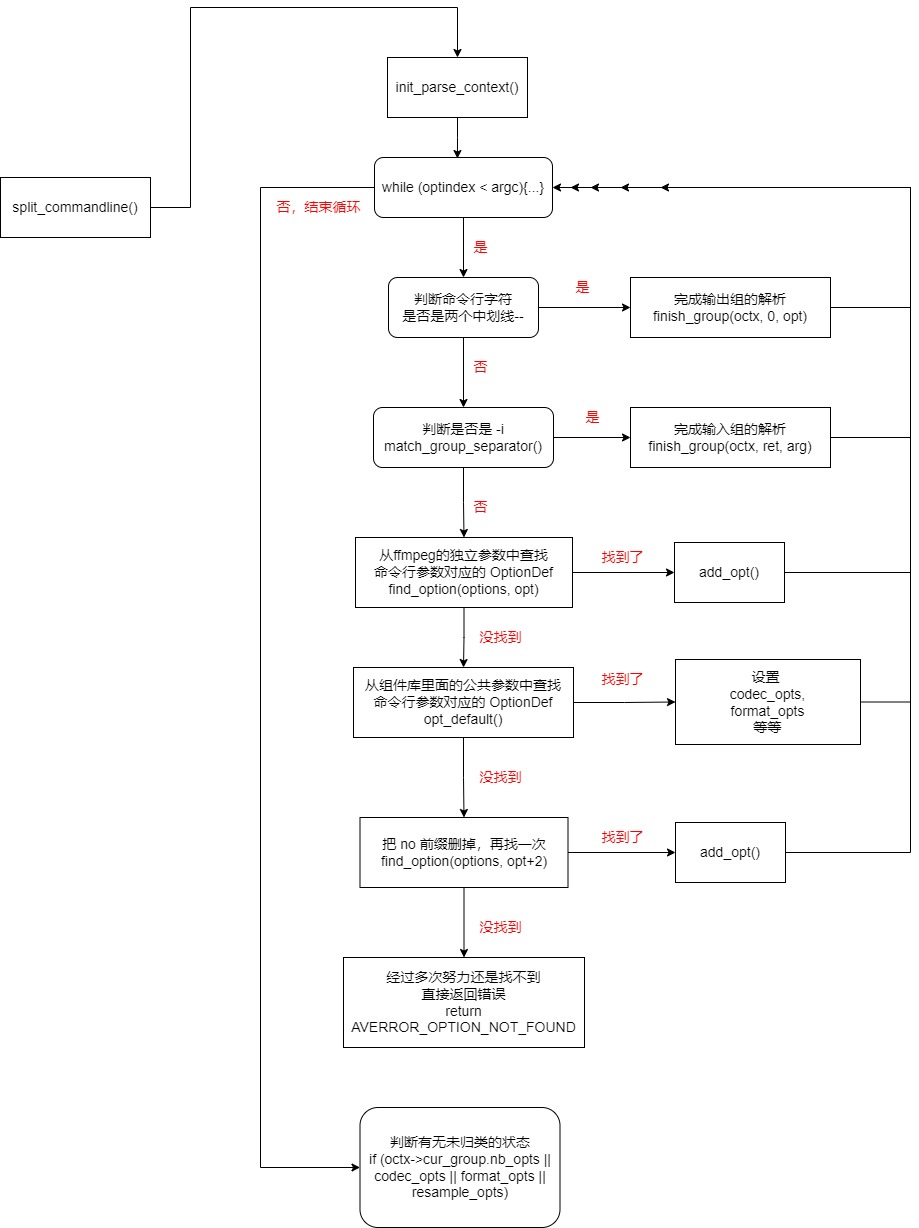 init_parse_context()
split_commandline()
while (optindex < argc){...}
否，结束循环
是
判断命令行字符
是否是两个中划线--
是
完成输出组的解析
finish_group(octx, 0, opt)
否
判断是否是 -i
match_group_separator()
是
完成输入组的解析
finish_group(octx, ret, arg)
否
从ffmpeg的独立参数中查找
命令行参数对应的 OptionDef
find_option(options, opt)
找到了
add_opt()
没找到
从组件库里面的公共参数中查找
命令行参数对应的 OptionDef
opt_default()
找到了
设置
codec_opts,
format_opts
等等
没找到
把 no 前缀删掉，再找一次
find_option(options, opt+2)
找到了
add_opt()
没找到
经过多次努力还是找不到
直接返回错误
return
AVERROR_OPTION_NOT_FOUND
判断有无未归类的状态
if (octx->cur_group.nb_opts ||
codec_opts || format_opts ||
resample_opts)